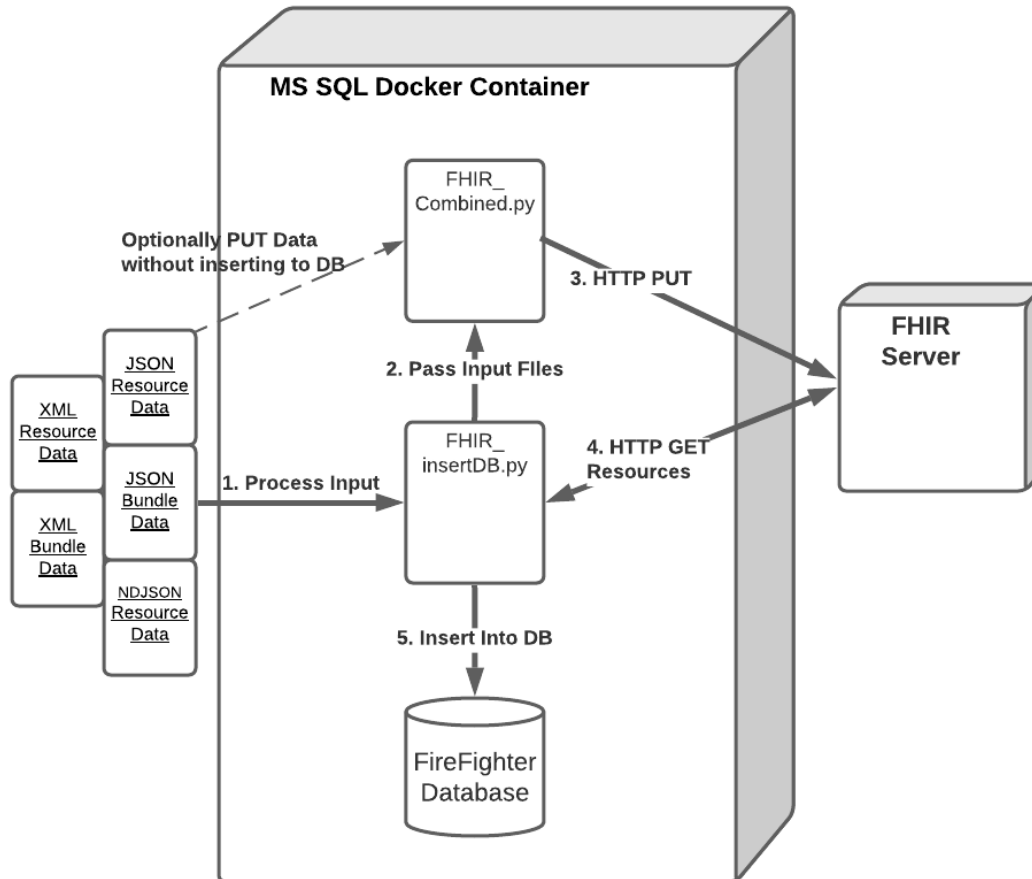 MS SQL Docker Container
FHIR_
Combined.py
Optionally PUT Data
without inserting to DB
3. HTTP PUT
FHIR
Server
JSON
Resource
Data
2. Pass Input FIles
XML
Resource
Data
FHIR_
insertDB.py
4. HTTP GET
Resources
JSON
Bundle
Data
1. Process Input
XML
Bundle
Data
NDJSON
Resource
Data
5. Insert Into DB
FireFighter
Database